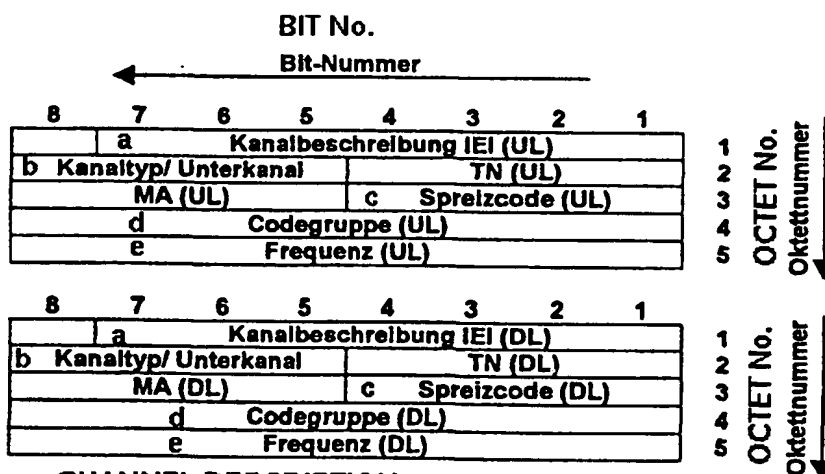 BIT No.
Bit-Nummer
8 7 6 5 4 3 2 1
a Kanalbeschreibung IEI (UL) 1
b Kanaltyp/ Unterkanal TN (UL) 2
MA (UL) c Spreizcode (UL) 3
d Codegruppe (UL) 4
e Frequenz (UL) 5
OCTET No.
Oktettnummer
8 7 6 5 4 3 2 1
a Kanalbeschreibung IEI (DL) 1
b Kanaltyp/ Unterkanal TN (DL) 2
MA (DL) c Spreizcode (DL) 3
d Codegruppe (DL) 4
e Frequenz (DL) 5
OCTET No.
Oktettnummer